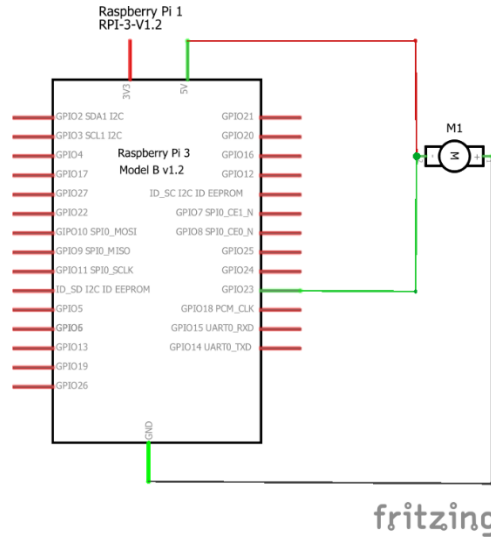 Raspberry Pi 1
RPI-3-V1.2
3V3
5V
GPIO2 SDA1 I2C
GPIO21
GPIO3 SCL1 I2C
GPIO20
GPIO4
GPIO16
Raspberry Pi 3
Model B v1.2
GPIO17
GPIO12
GPIO27
ID_SC I2C ID EEPROM
GPIO22
GPIO7 SPI0_CE1_N
GIPO10 SPI0_MOSI
GPIO8 SPI0_CE0_N
GPIO9 SPI0_MISO
GPIO25
GPIO11 SPI0_SCLK
GPIO24
ID_SD I2C ID EEPROM
GPIO23
GPIO5
GPIO18 PCM_CLK
GPIO6
GPIO15 UART0_RXD
GPIO13
GPIO14 UART0_TXD
GPIO19
GPIO26
GND
M1
M
fritzing